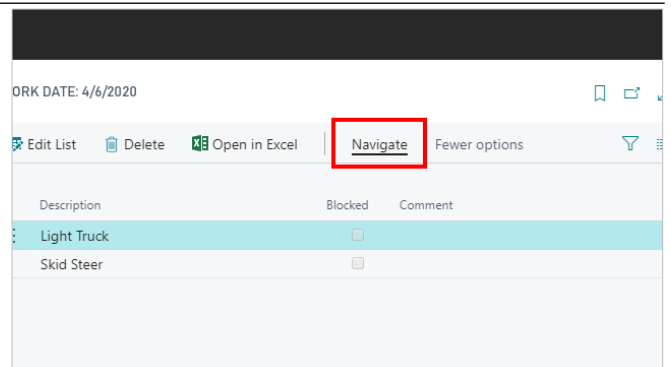 ORK DATE: 4/6/2020
Edit List Delete Open in Excel Navigate Fewer options
Description Blocked Comment
Light Truck
Skid Steer